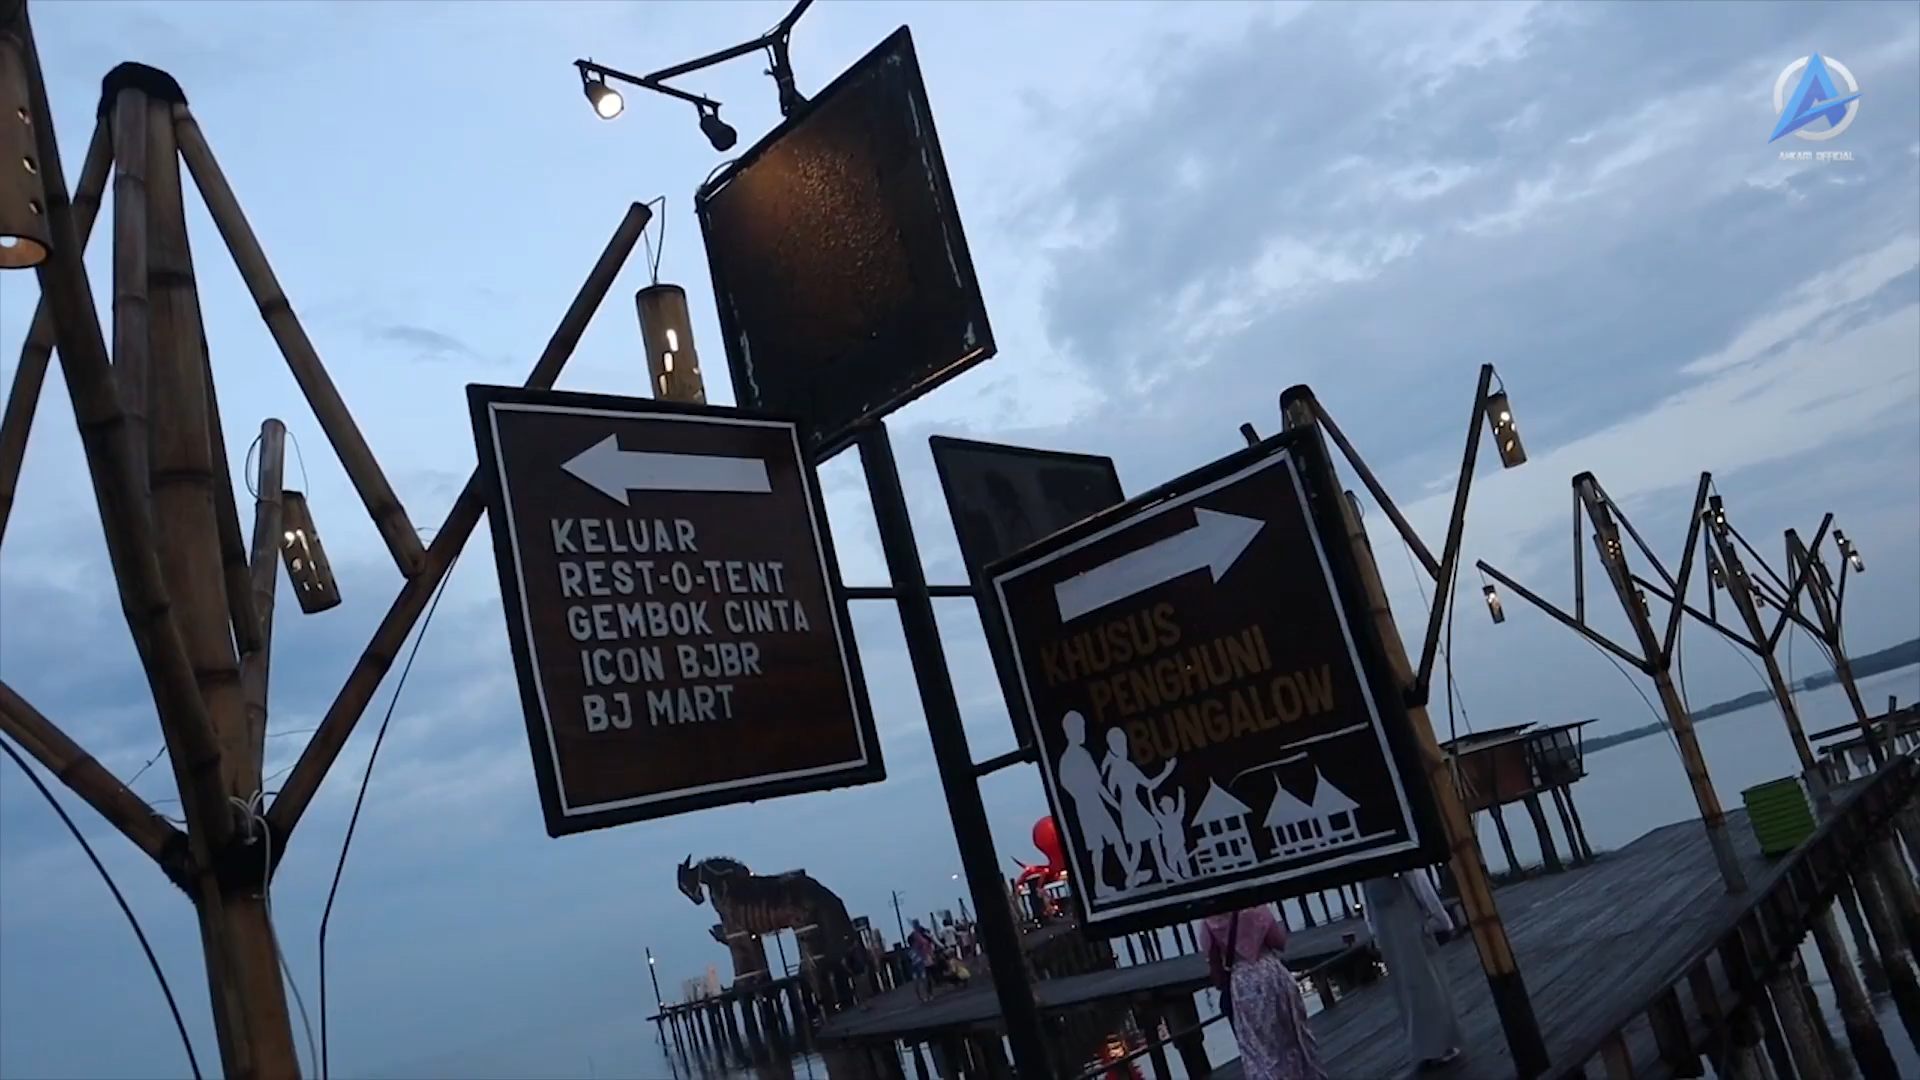 KELUAR
REST-O-TENT
GEMBOK CINTA
ICON BJBR
BJ MART
KHUSUS
PENGHUNI
BUNGALOW